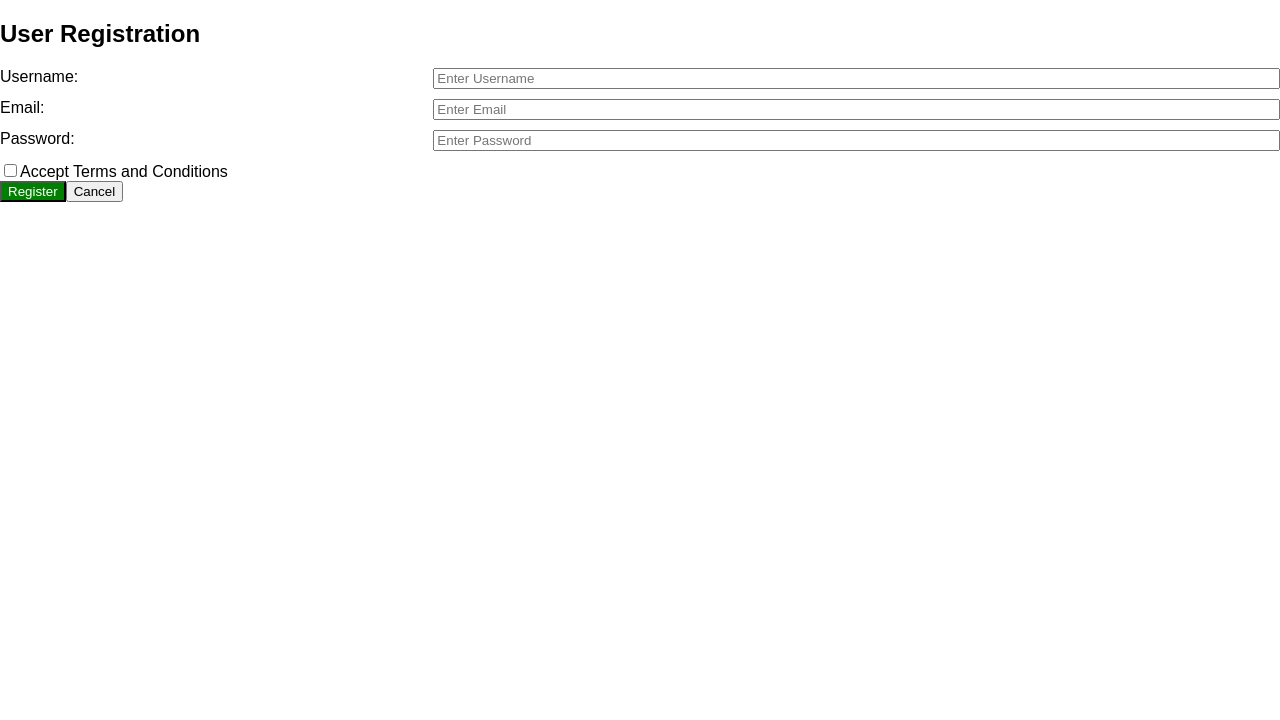 User Registration
Username: Enter Username
Email: Enter Email
Password: Enter Password
Accept Terms and Conditions
Register Cancel